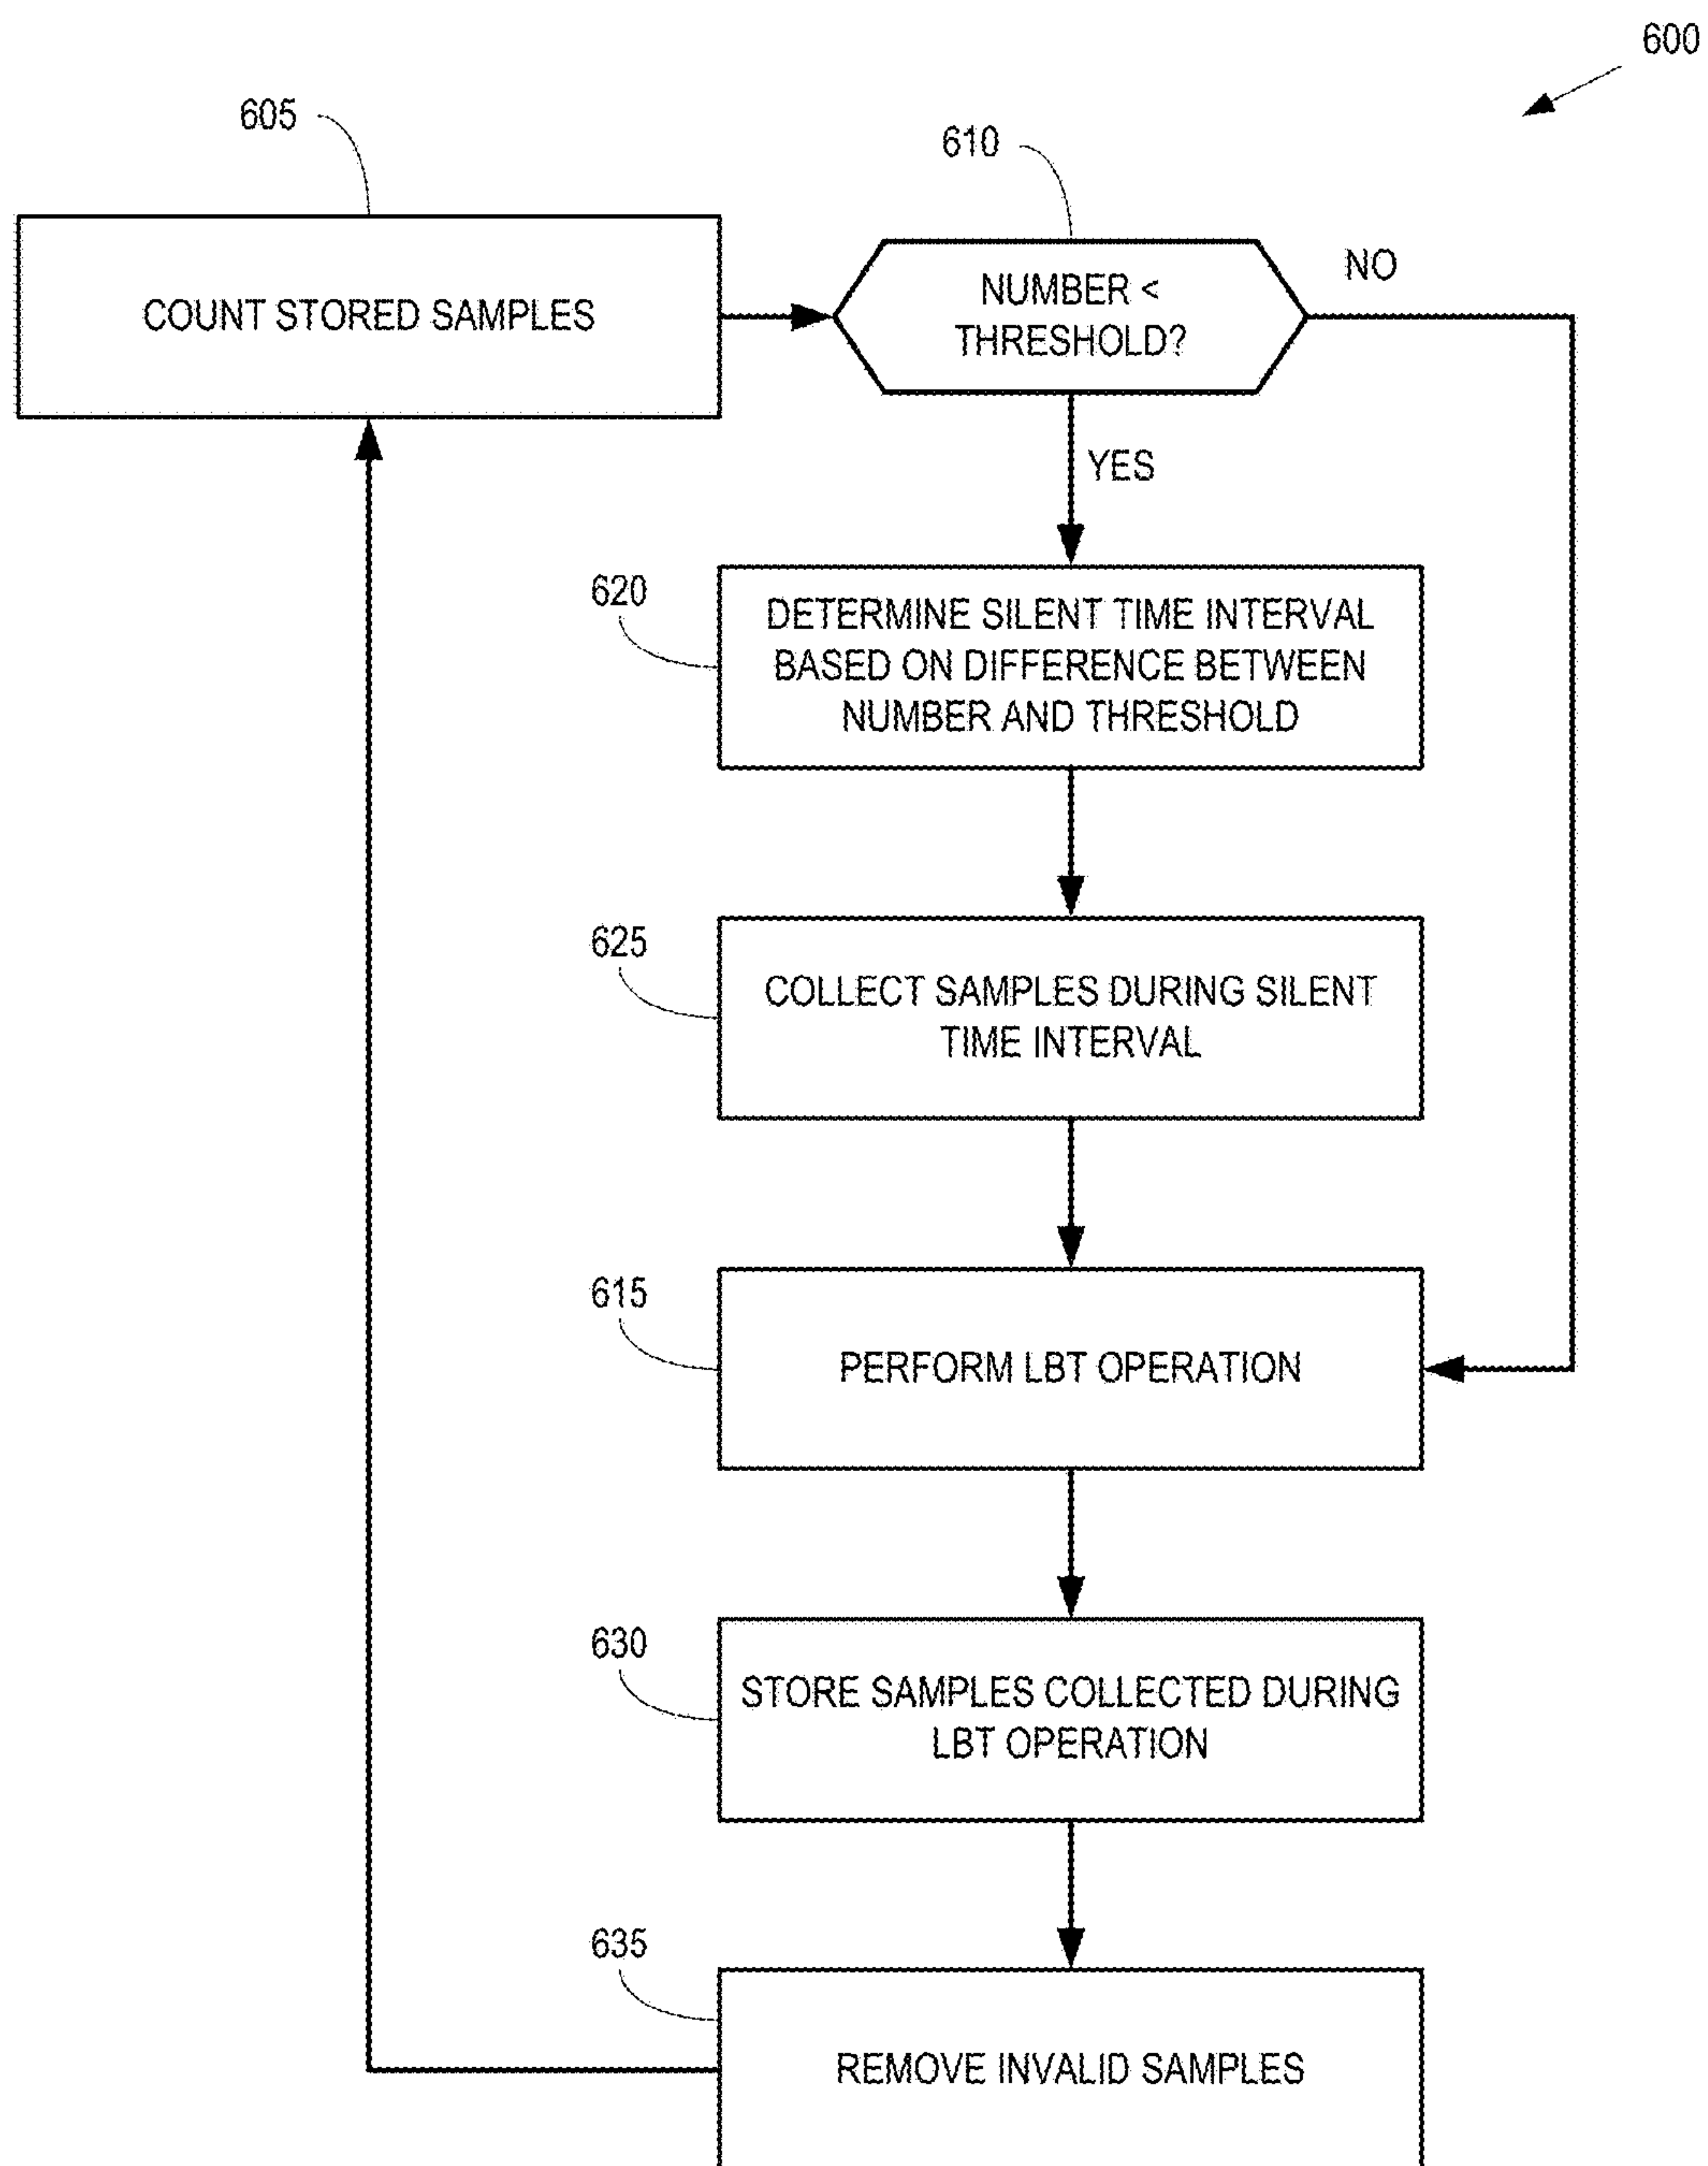 600
605
610
COUNT STORED SAMPLES
NUMBER <
THRESHOLD?
NO
YES
620
DETERMINE SILENT TIME INTERVAL
BASED ON DIFFERENCE BETWEEN
NUMBER AND THRESHOLD
625
COLLECT SAMPLES DURING SILENT
TIME INTERVAL
615
PERFORM LBT OPERATION
630
STORE SAMPLES COLLECTED DURING
LBT OPERATION
635
REMOVE INVALID SAMPLES